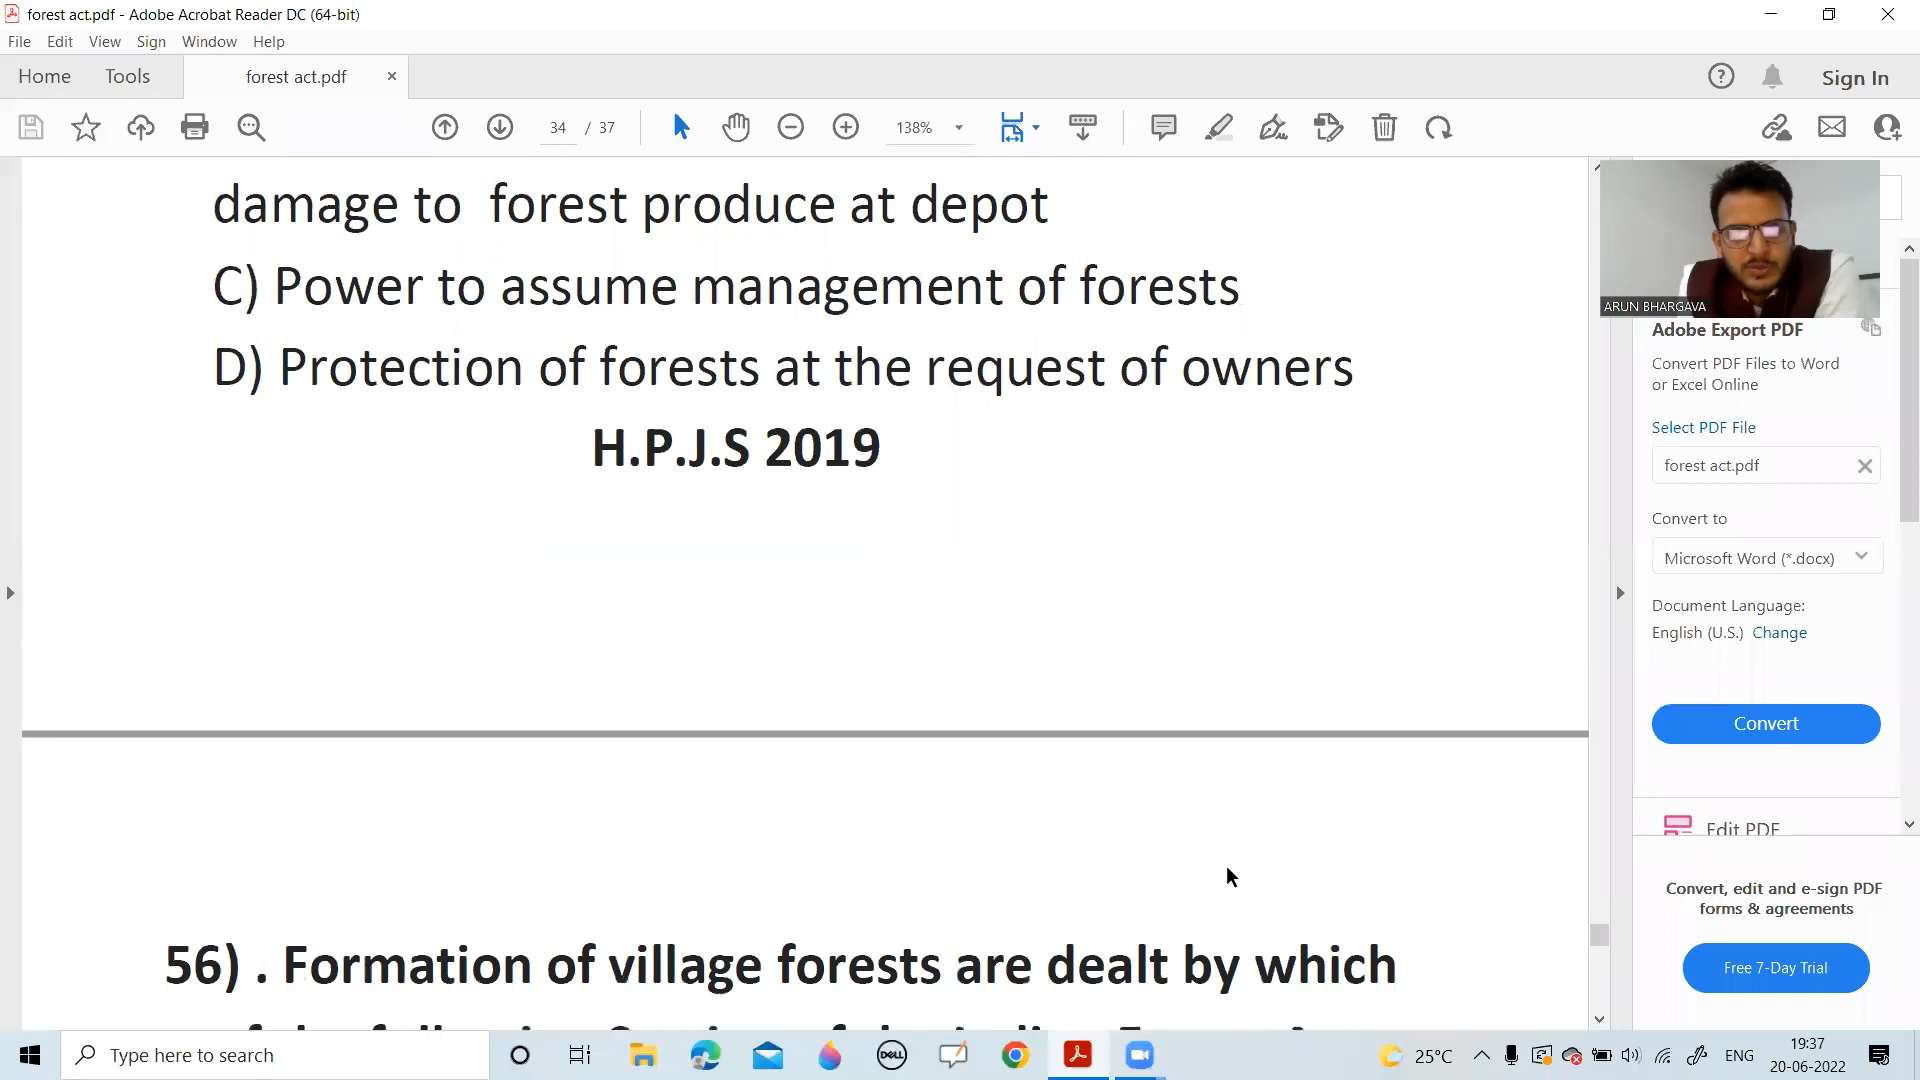 forest act.pdf - Adobe Acrobat Reader DC (64-bit)
File Edit View Sign Window Help
Home Tools forest act.pdf × Sign In
34 / 37 138%
damage to forest produce at depot
C) Power to assume management of forests
D) Protection of forests at the request of owners
H.P.J.S 2019
56) . Formation of village forests are dealt by which
ARUN BHARGAVA
Adobe Export PDF
Convert PDF Files to Word
or Excel Online
Select PDF File
forest act.pdf
Convert to
Microsoft Word (*.docx)
Document Language:
English (U.S.) Change
Convert
Edit PDF
Convert, edit and e-sign PDF
forms & agreements
Free 7-Day Trial
Type here to search
DELL
25°C ENG
19:37
20-06-2022